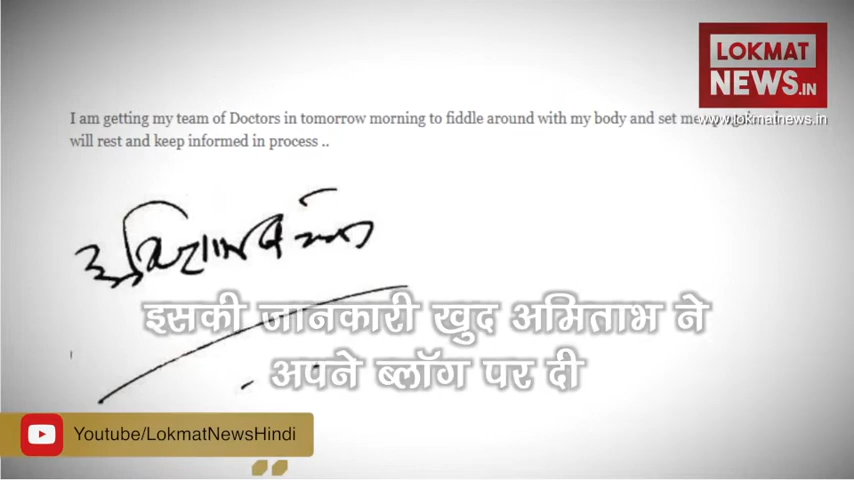 LOKMAT
NEWS.IN
www.lokmatnews.in
I am getting my team of Doctors in tomorrow morning to fiddle around with my body and set me
will rest and keep informed in process ..
इसकी जानकारी खुद अमिताभ ने
अपने ब्लॉग पर दी
Youtube/LokmatNewsHindi